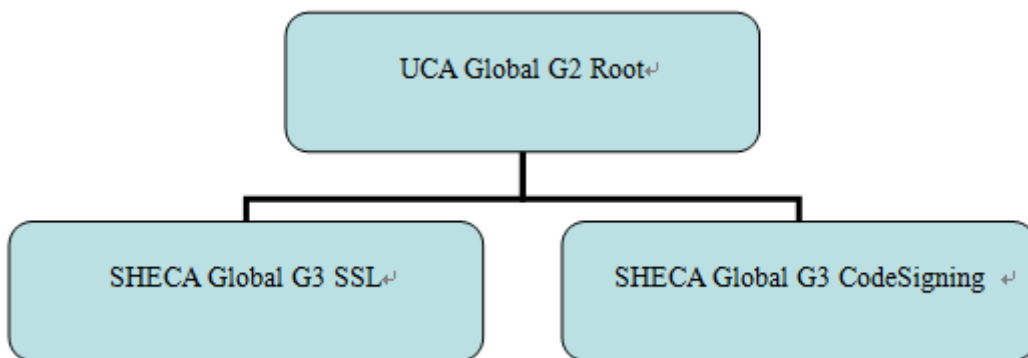 UCA Global G2 Root
SHECA Global G3 SSL
SHECA Global G3 CodeSigning